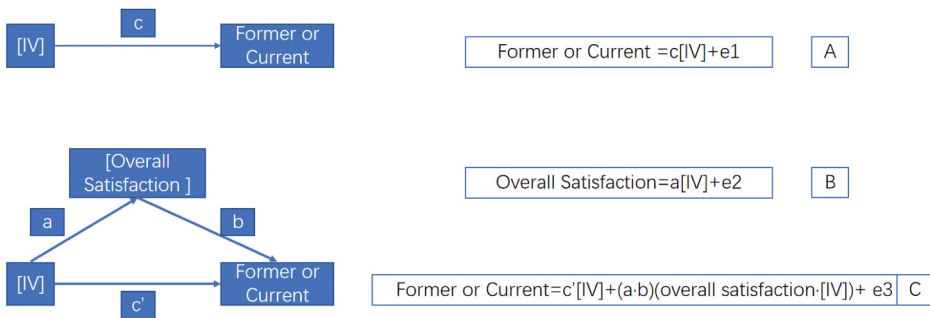 c
[IV]
Former or
Current
Former or Current =c[IV]+e1
A
[Overall
Satisfaction ]
Overall Satisfaction=a[IV]+e2
B
a
b
[IV]
Former or
Current
c'
Former or Current=c'[IV]+(a·b)(overall satisfaction·[IV])+ e3
C